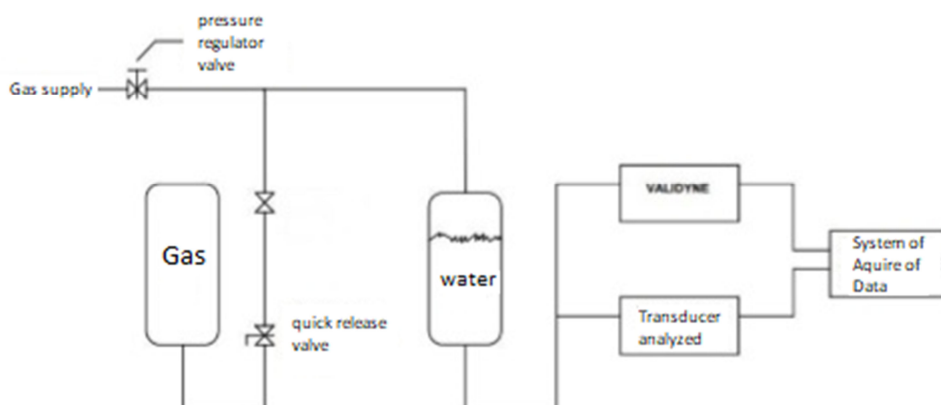 pressure
regulator
valve
Gas supply
Gas
water
quick release
valve
VALIDYNE
Transducer
analyzed
System of
Aquire of
Data